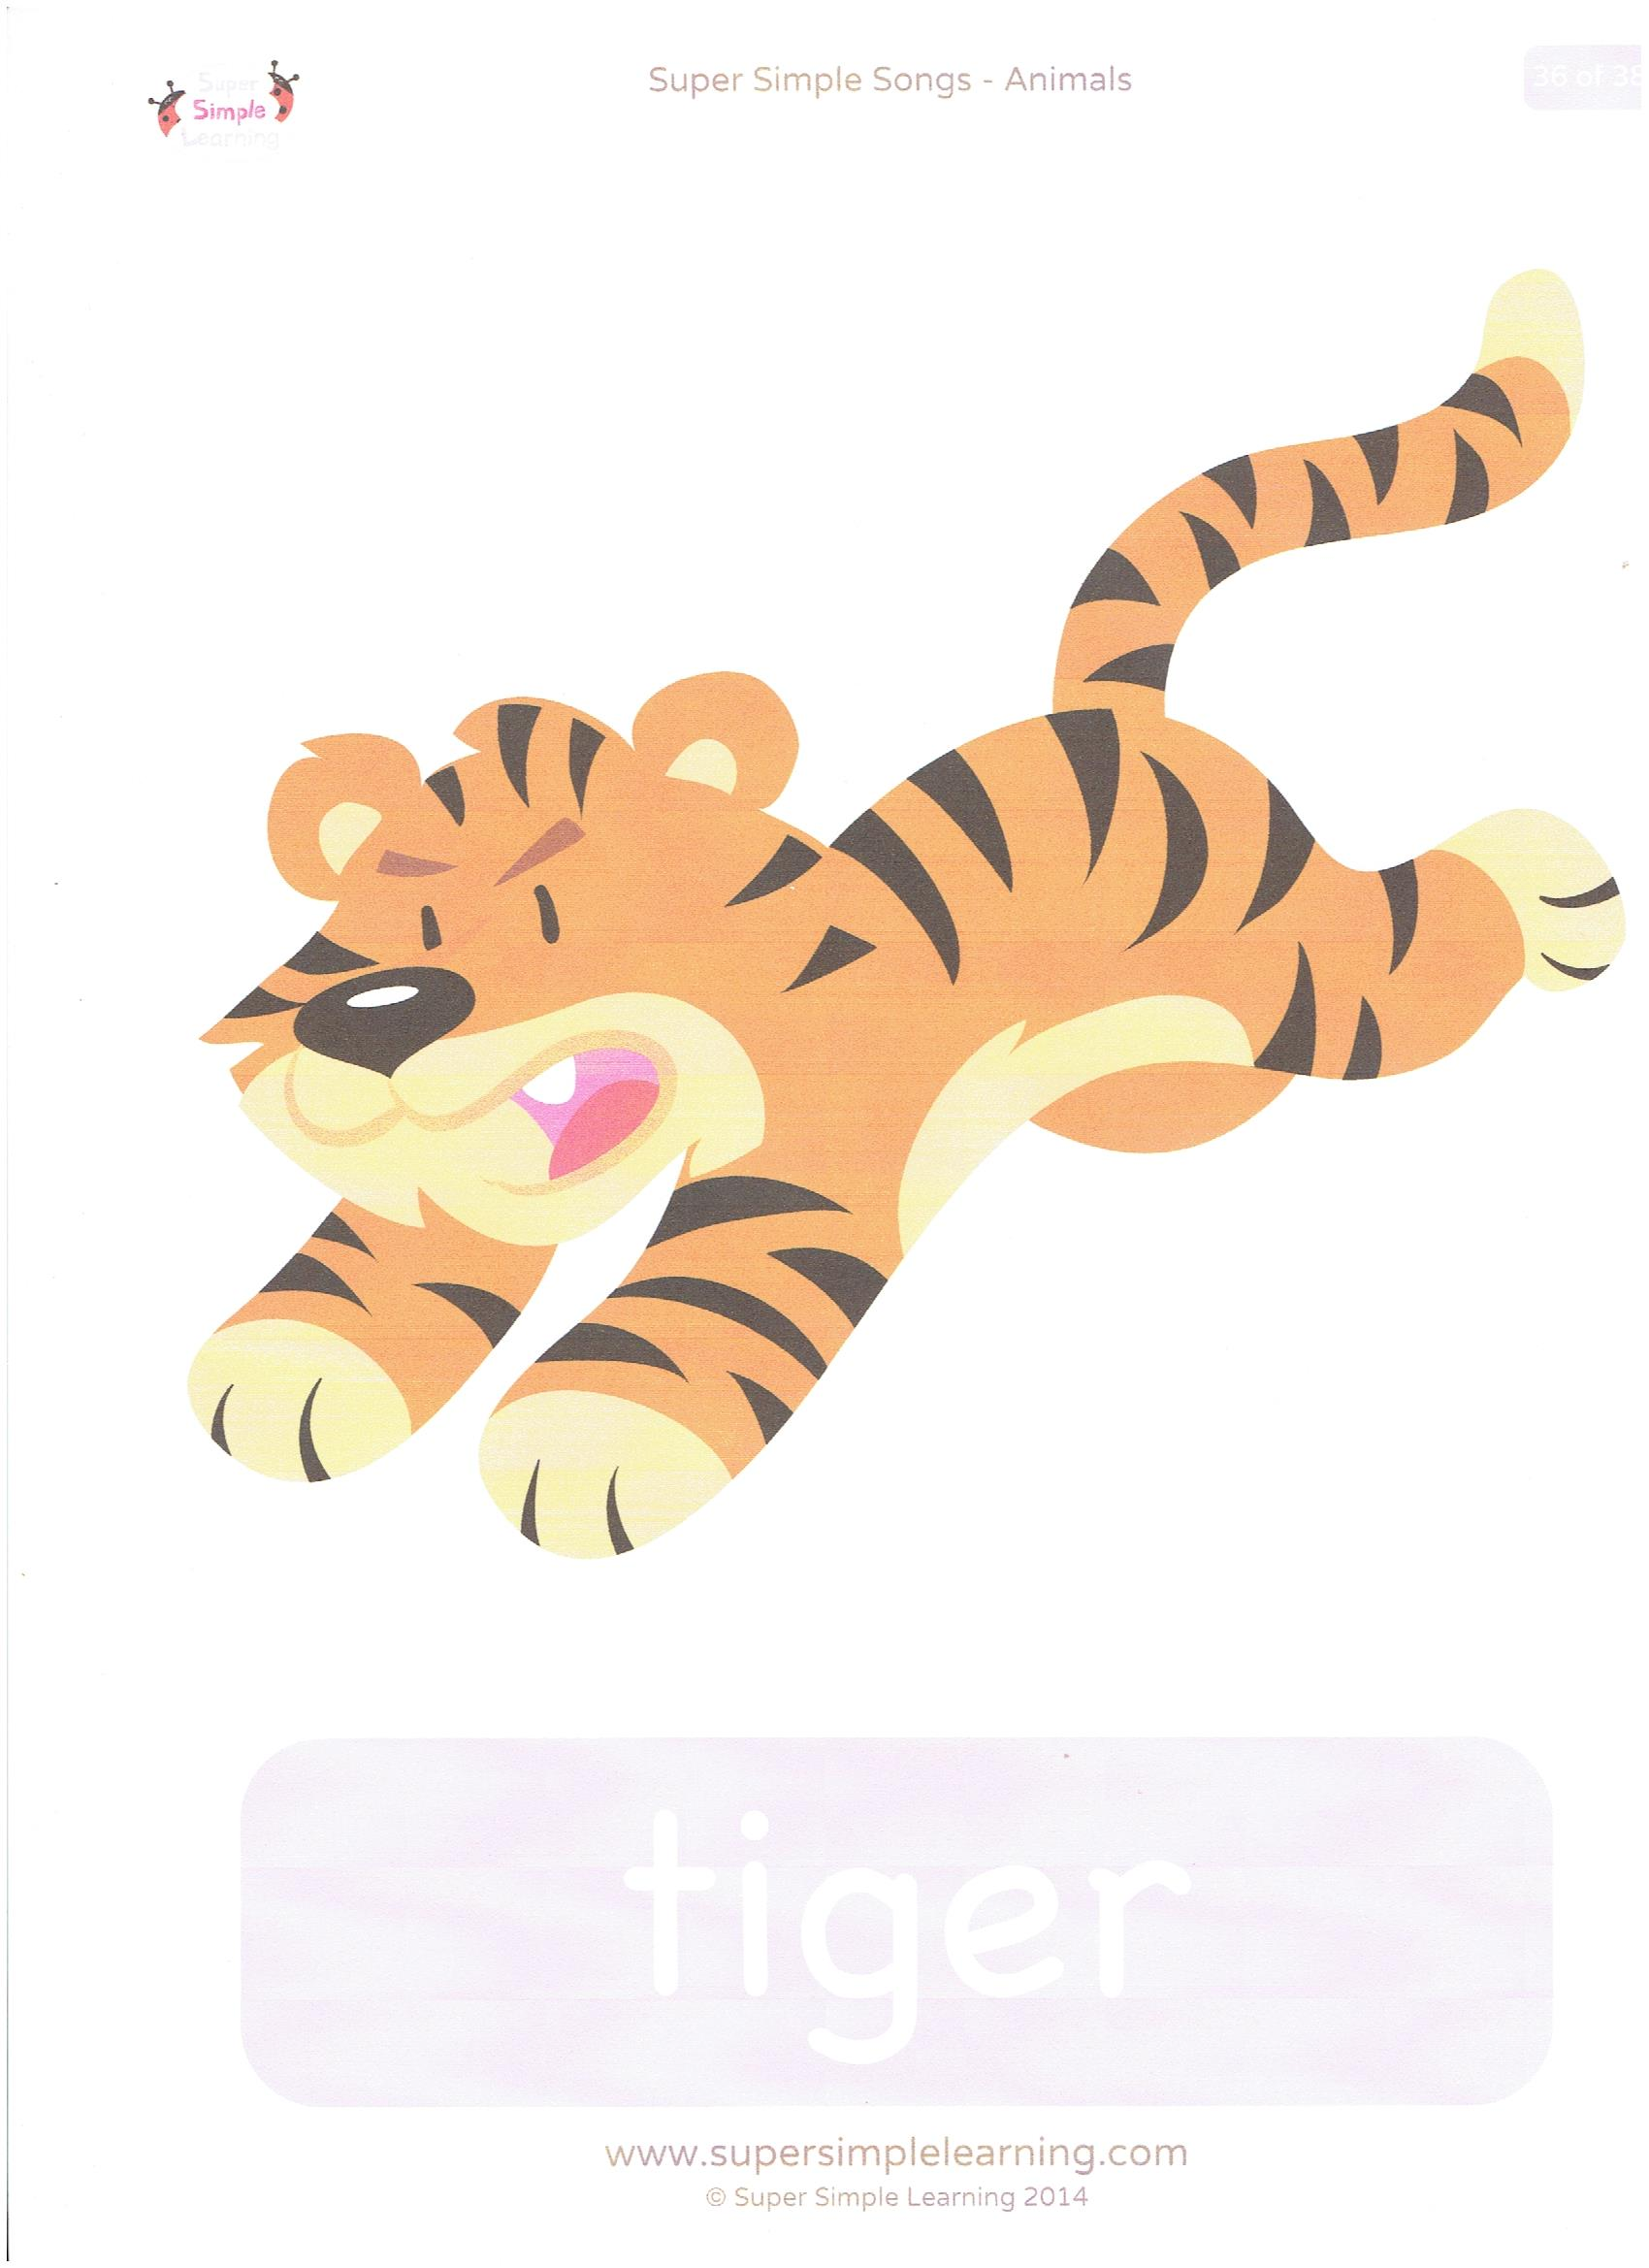 Super
Simple
Learning
Super Simple Songs - Animals
36 of 38
tiger
www.supersimplelearning.com
© Super Simple Learning 2014